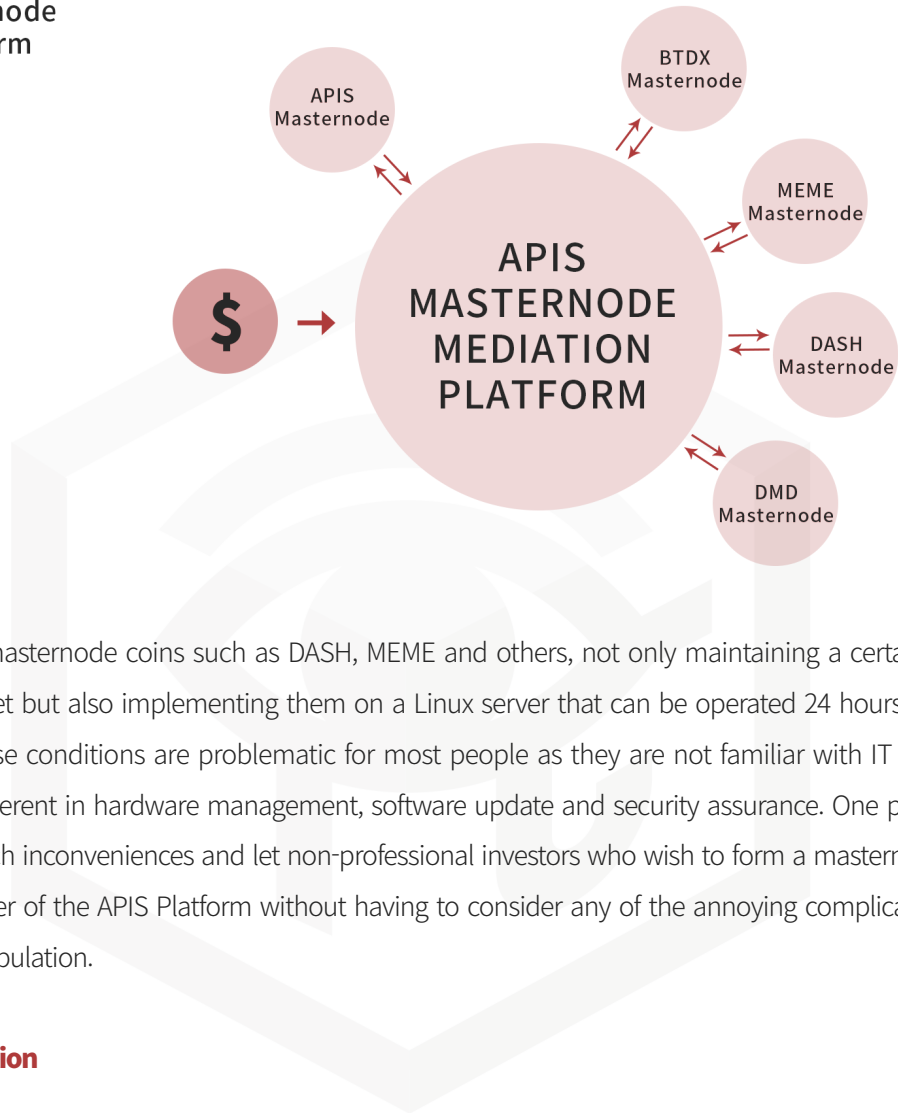 node
rm
BTDX
Masternode
APIS
Masternode
MEME
Masternode
APIS
MASTERNODE
MEDIATION
PLATFORM
$
DASH
Masternode
DMD
Masternode
masternode coins such as DASH, MEME and others, not only maintaining a certa
et but also implementing them on a Linux server that can be operated 24 hours
se conditions are problematic for most people as they are not familiar with IT
erent in hardware management, software update and security assurance. One p
ch inconveniences and let non-professional investors who wish to form a mastern
er of the APIS Platform without having to consider any of the annoying complica
pulation.
tion